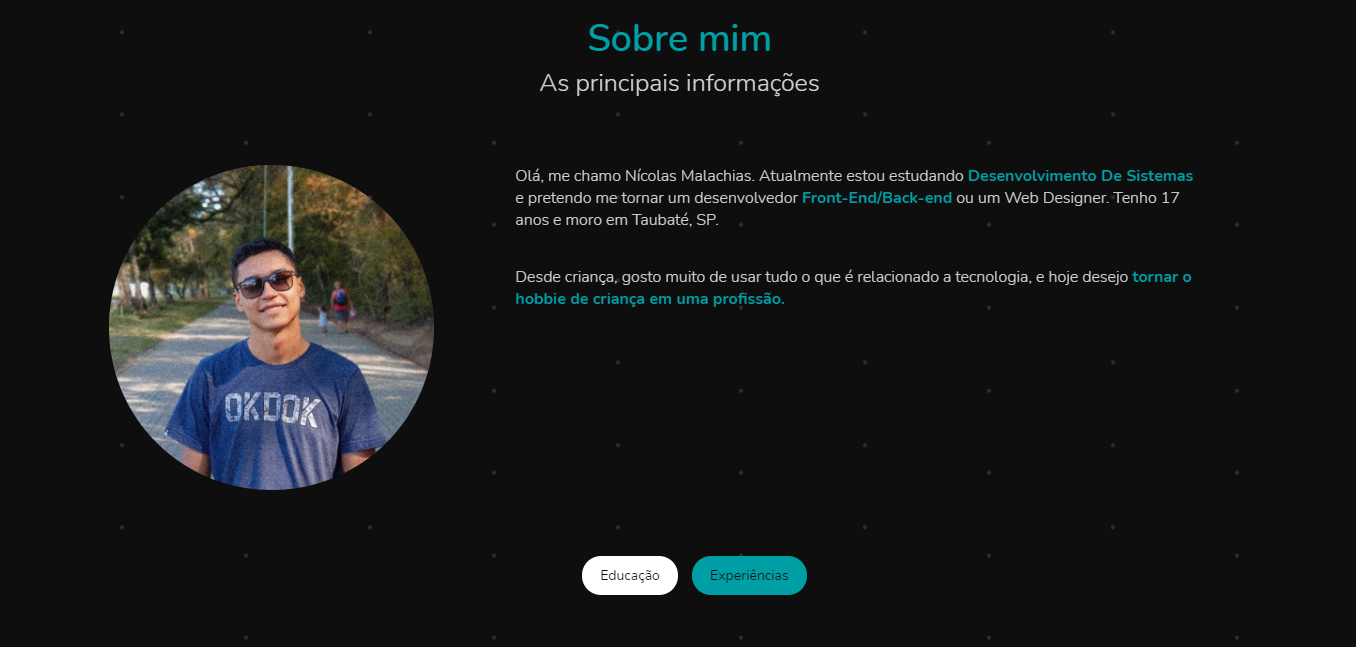 Sobre mim
As principais informações
Olá, me chamo Nícolas Malachias. Atualmente estou estudando Desenvolvimento De Sistemas
e pretendo me tornar um desenvolvedor Front-End/Back-end ou um Web Designer. Tenho 17
anos e moro em Taubaté, SP.
Desde criança, gosto muito de usar tudo o que é relacionado a tecnologia, e hoje desejo tornar o
hobbie de criança em uma profissão.
OKDOK
Educação Experiências